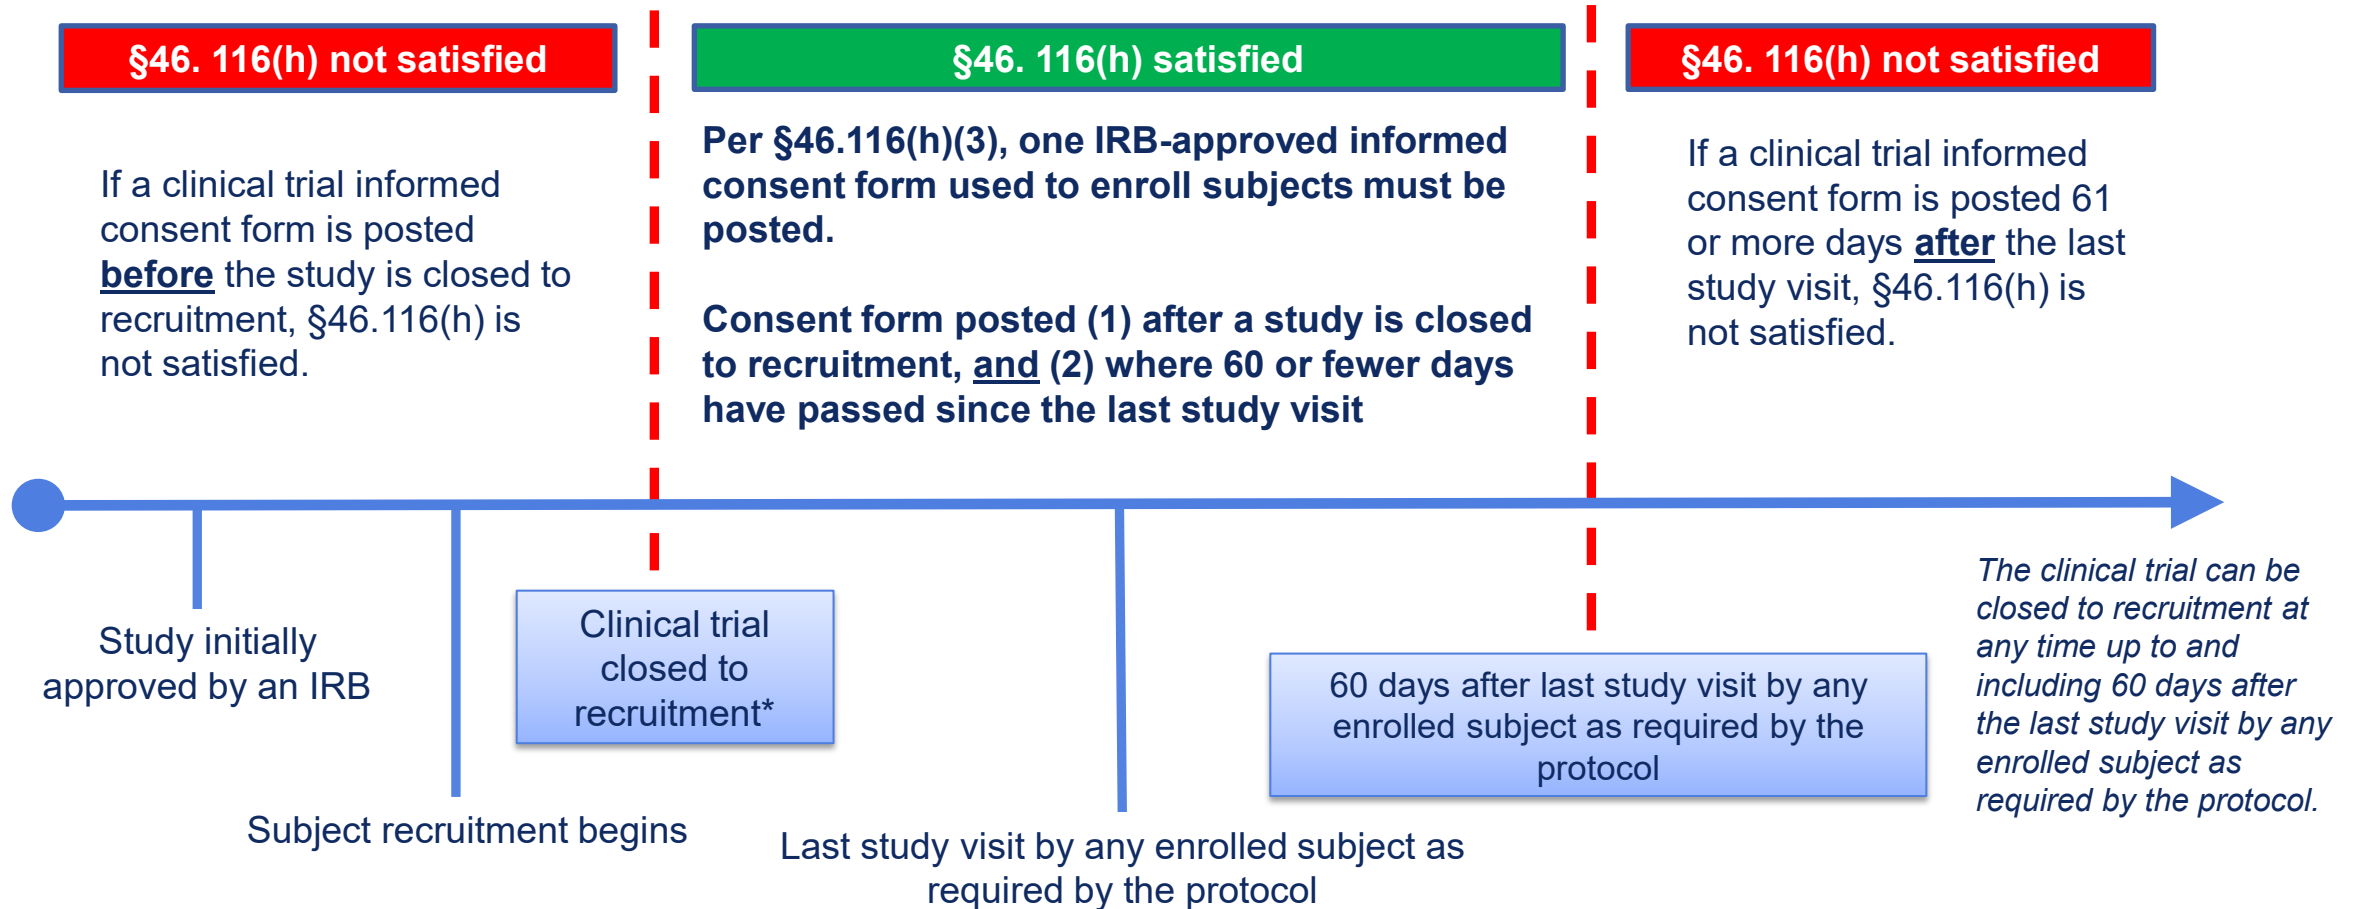 §46. 116(h) not satisfied
If a clinical trial informed
consent form is posted
before the study is closed to
recruitment, §46.116(h) is
not satisfied.
§46. 116(h) satisfied
Per §46.116(h)(3), one IRB-approved informed
consent form used to enroll subjects must be
posted.
Consent form posted (1) after a study is closed
to recruitment, and (2) where 60 or fewer days
have passed since the last study visit
§46. 116(h) not satisfied
If a clinical trial informed
consent form is posted 61
or more days after the last
study visit, §46.116(h) is
not satisfied.
Study initially
approved by an IRB
Subject recruitment begins
Clinical trial
closed to
recruitment*
Last study visit by any enrolled subject as
required by the protocol
60 days after last study visit by any
enrolled subject as required by the
protocol
The clinical trial can be
closed to recruitment at
any time up to and
including 60 days after
the last study visit by any
enrolled subject as
required by the protocol.